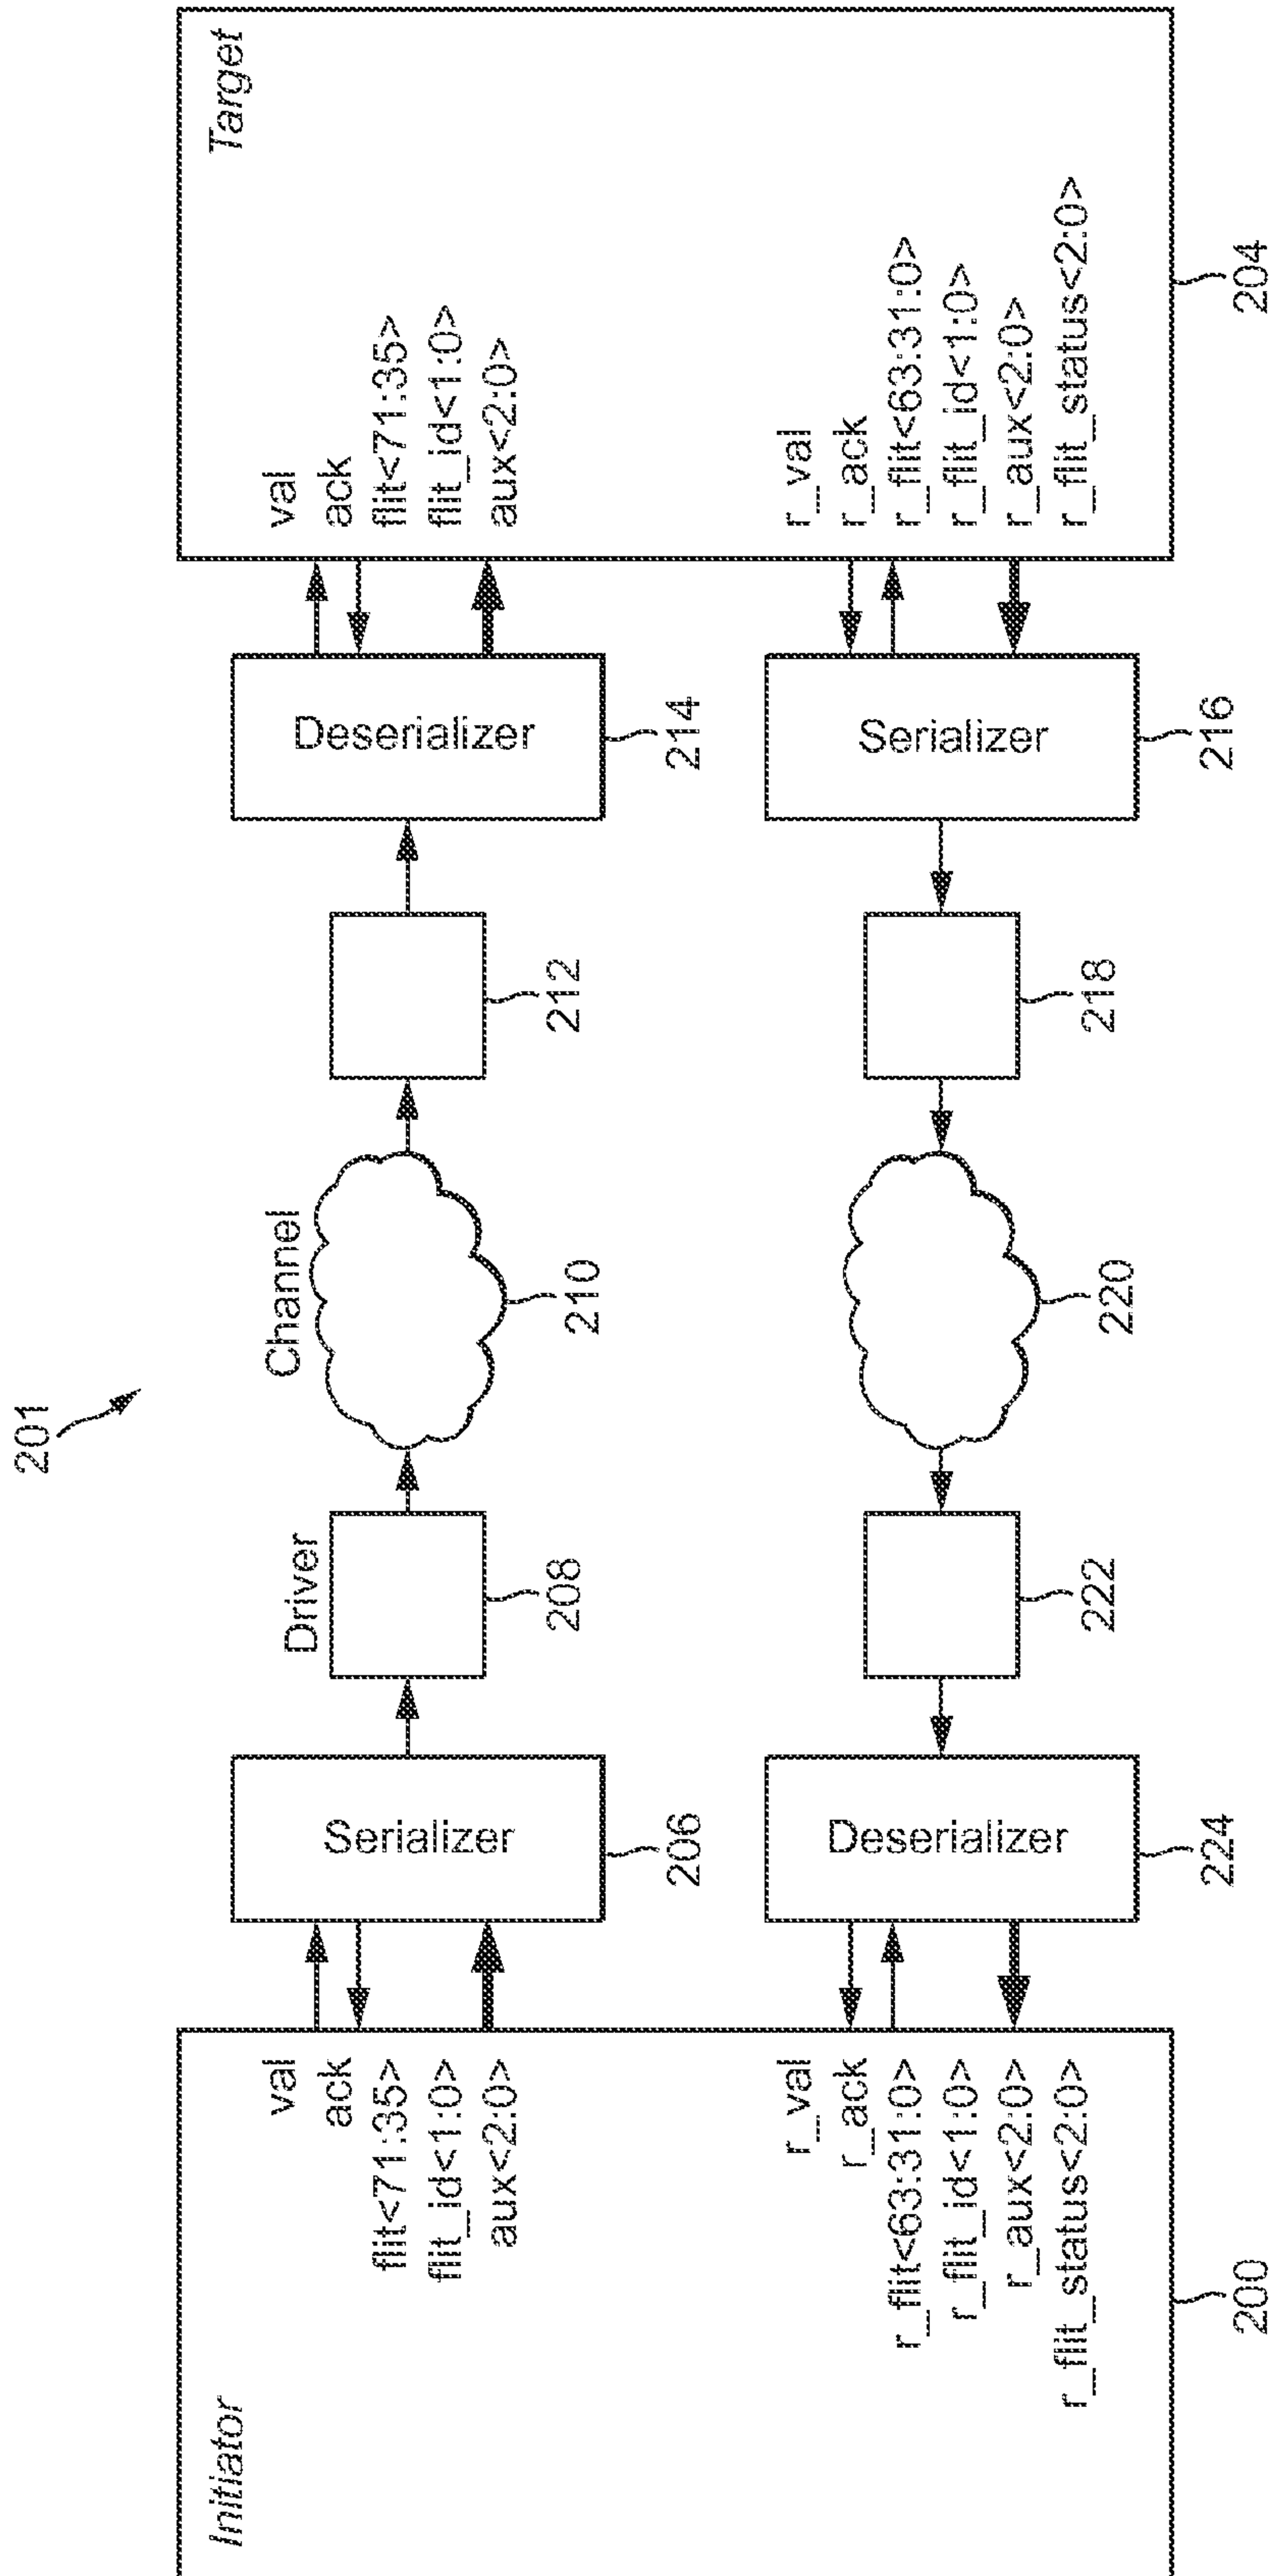 201
Initiator
val
ack
flit<71:35>
flit_id<1:0>
aux<2:0>
r_val
r_ack
r_flit<63:31:0>
r_flit_id<1:0>
r_aux<2:0>
r_flit_status<2:0>
200
Serializer
206
Driver
208
Channel
210
212
Deserializer
214
Deserializer
224
222
220
218
Serializer
216
Target
val
ack
flit<71:35>
flit_id<1:0>
aux<2:0>
r_val
r_ack
r_flit<63:31:0>
r_flit_id<1:0>
r_aux<2:0>
r_flit_status<2:0>
204